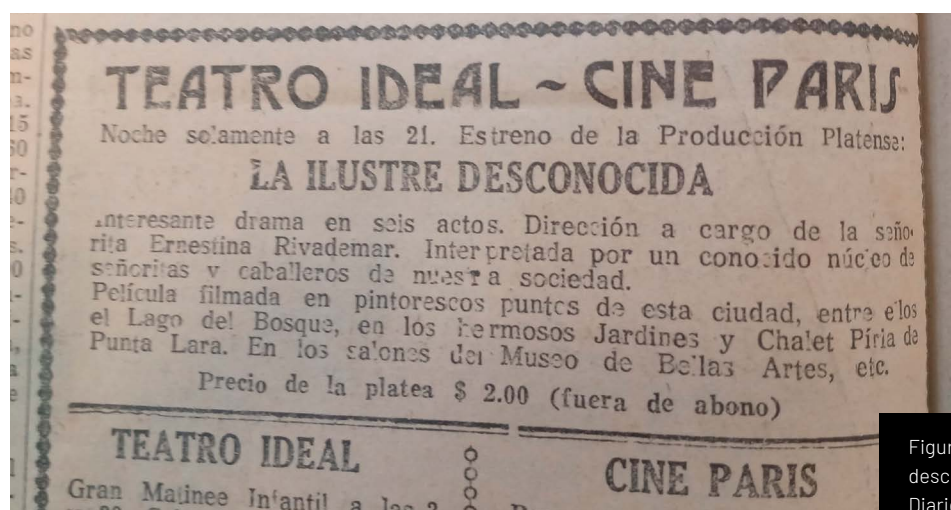 TEATRO IDEAL ~ CINE PARIS
Noche solamente a las 21. Estreno de la Producción Platense:
LA ILUSTRE DESCONOCIDA
Interesante drama en seis actos. Dirección a cargo de la seño-
rita Ernestina Rivademar. Interpretada por un conocido núcleo de
señoritas y caballeros de nuestra sociedad.
Película filmada en pintorescos puntos de esta ciudad, entre ellos
el Lago del Bosque, en los hermosos Jardines y Chalet Piria de
Punta Lara. En los salones del Museo de Bellas Artes, etc.
Precio de la platea $ 2.00 (fuera de abono)
TEATRO IDEAL
Gran Matinee Infantil a las 2
CINE PARIS
Figur
desc
Diari